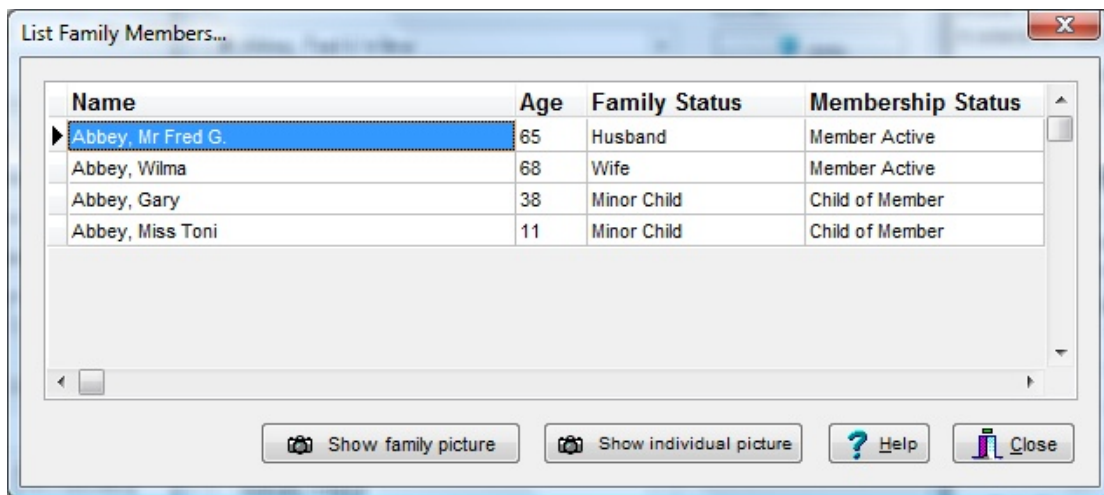 List Family Members...
Name Age Family Status Membership Status
Abbey, Mr Fred G. 65 Husband Member Active
Abbey, Wilma 68 Wife Member Active
Abbey, Gary 38 Minor Child Child of Member
Abbey, Miss Toni 11 Minor Child Child of Member
Show family picture Show individual picture Help Close